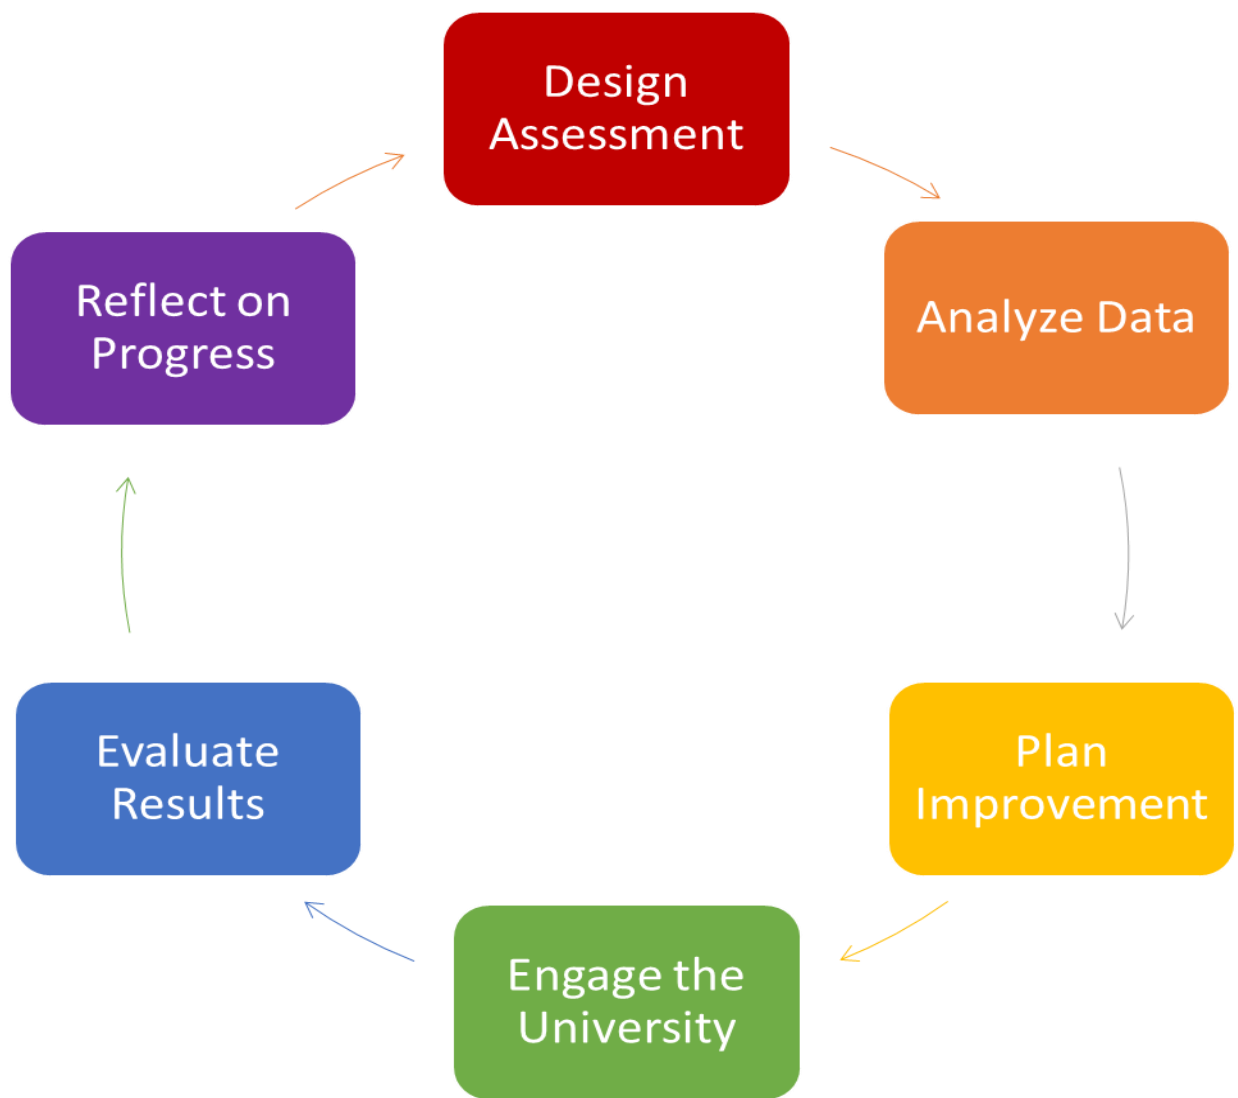 Design
Assessment
Analyze Data
Plan
Improvement
Engage the
University
Evaluate
Results
Reflect on
Progress